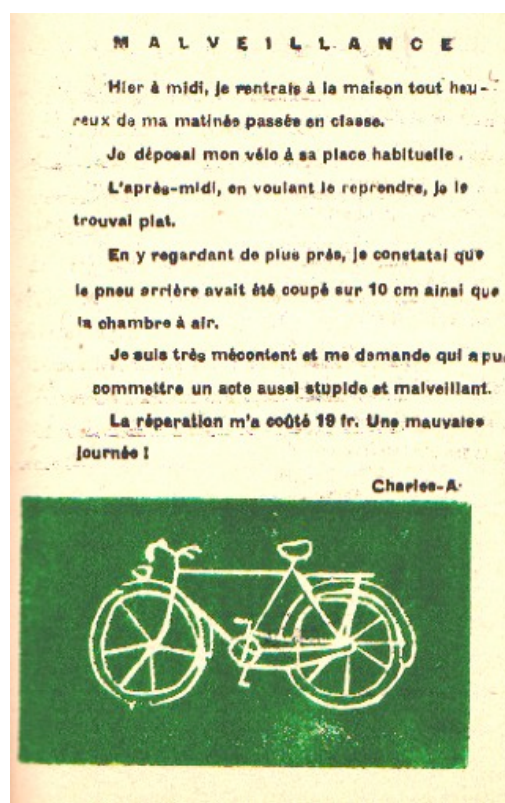 MALVEILLANCE
Hier à midi, je rentrais à la maison tout heu-
reux de ma matinée passée en classe.
Je déposai mon vélo à sa place habituelle.
L'après-midi, en voulant le reprendre, je le
trouvai plat.
En y regardant de plus près, je constatai que
le pneu arrière avait été coupé sur 10 cm ainsi que
la chambre à air.
Je suis très mécontent et me demande qui a pu
commettre un acte aussi stupide et malveillant.
La réparation m'a coûté 19 fr. Une mauvaise
journée !
Charles-A.